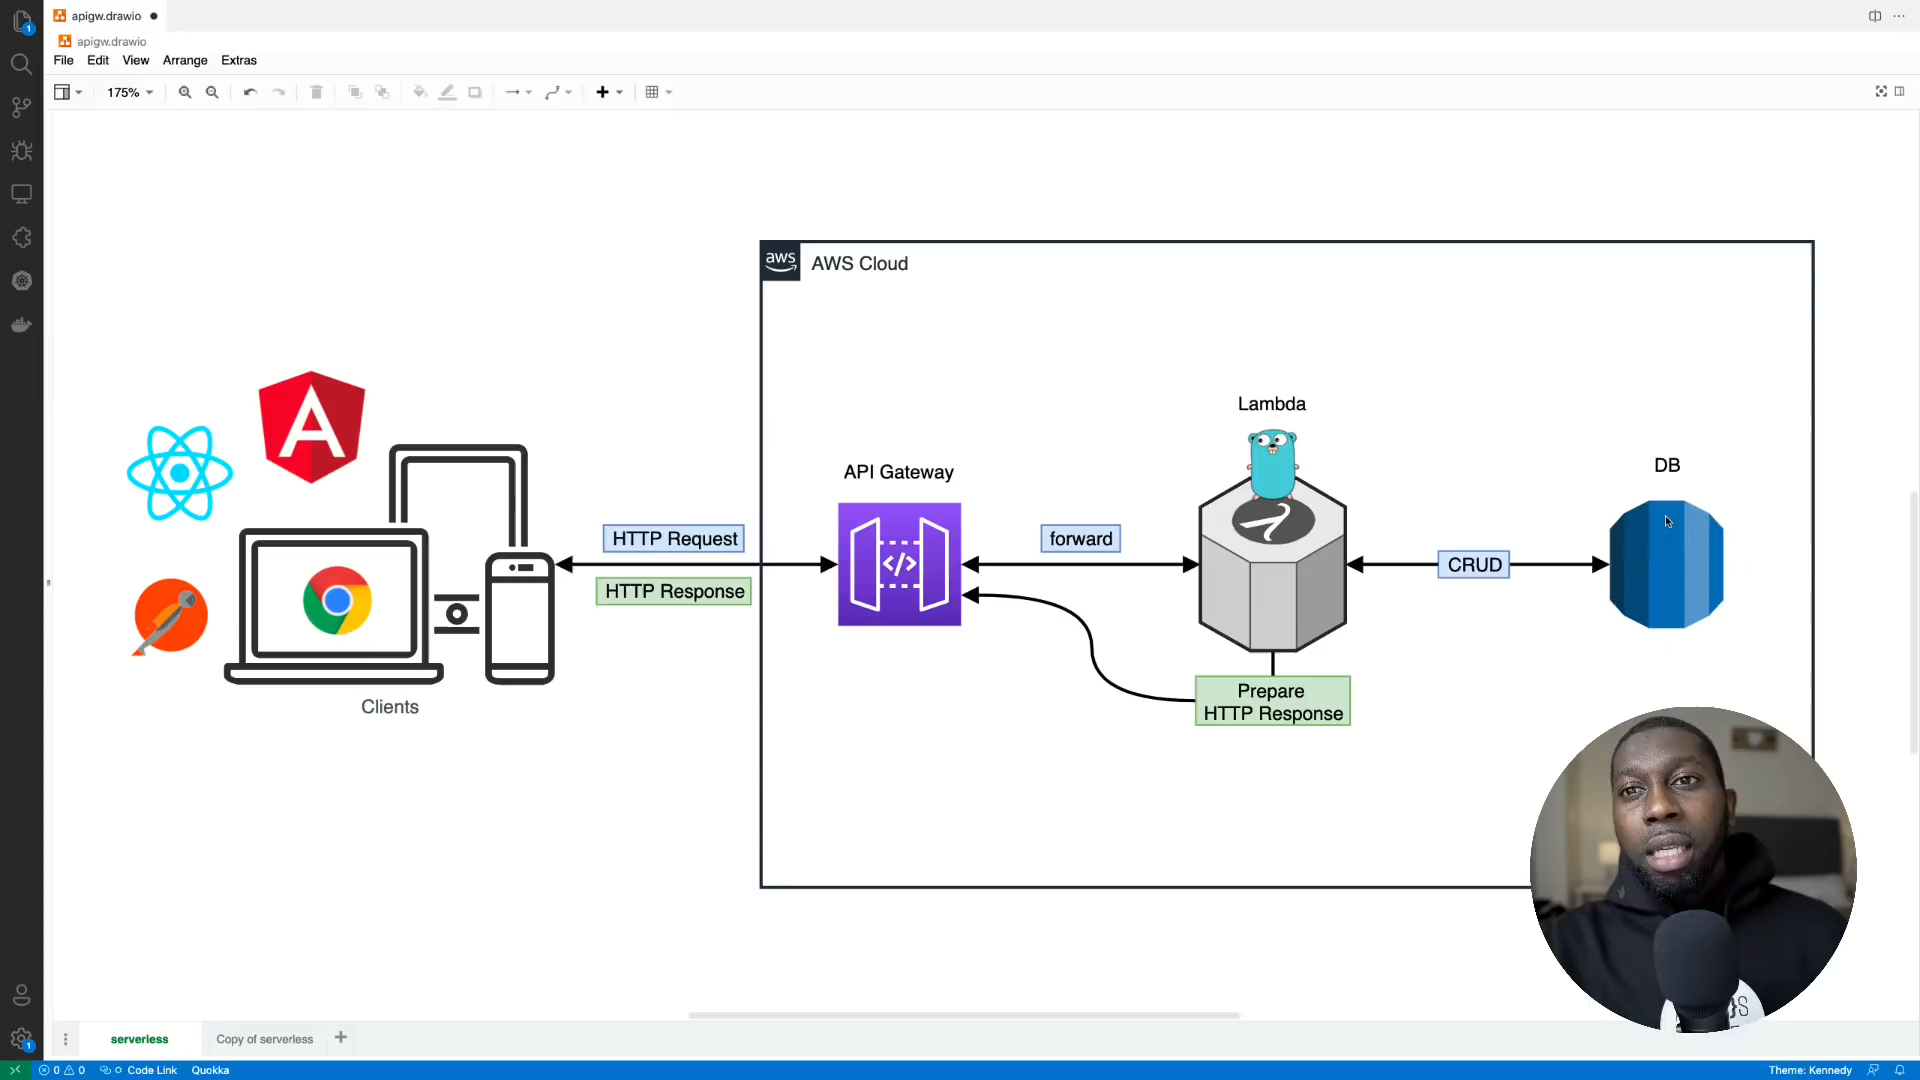 apigw.drawio
apigw.drawio
File Edit View Arrange Extras
175%
aws
AWS Cloud
Lambda
API Gateway
DB
HTTP Request
forward
CRUD
HTTP Response
Prepare
HTTP Response
Clients
serverless
Copy of serverless
0 0 Code Link Quokka
Theme: Kennedy
1
1